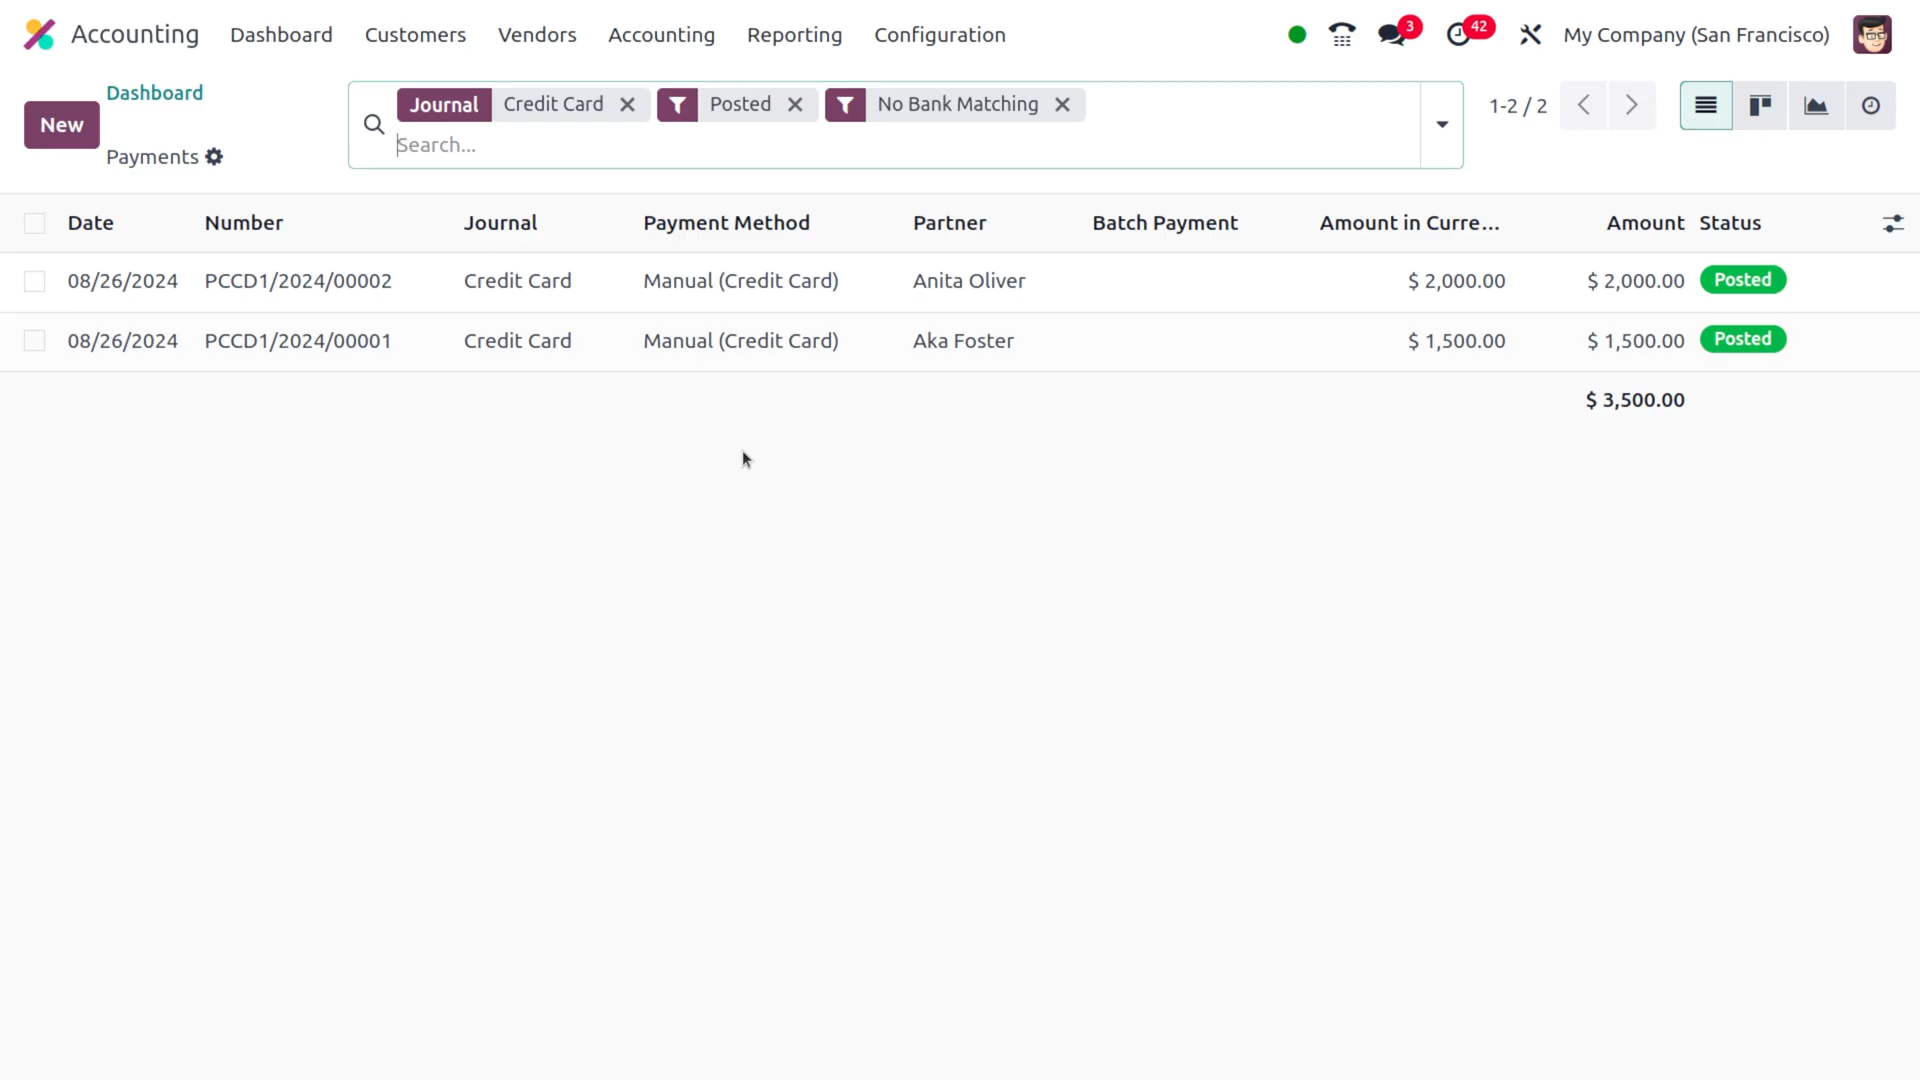 Accounting Dashboard Customers Vendors Accounting Reporting Configuration 3 42 My Company (San Francisco)
New
Dashboard
Payments
Journal Credit Card Posted No Bank Matching
Search...
1-2 / 2
Date Number Journal Payment Method Partner Batch Payment Amount in Curre... Amount Status
08/26/2024 PCCD1/2024/00002 Credit Card Manual (Credit Card) Anita Oliver $ 2,000.00 $ 2,000.00 Posted
08/26/2024 PCCD1/2024/00001 Credit Card Manual (Credit Card) Aka Foster $ 1,500.00 $ 1,500.00 Posted
$ 3,500.00